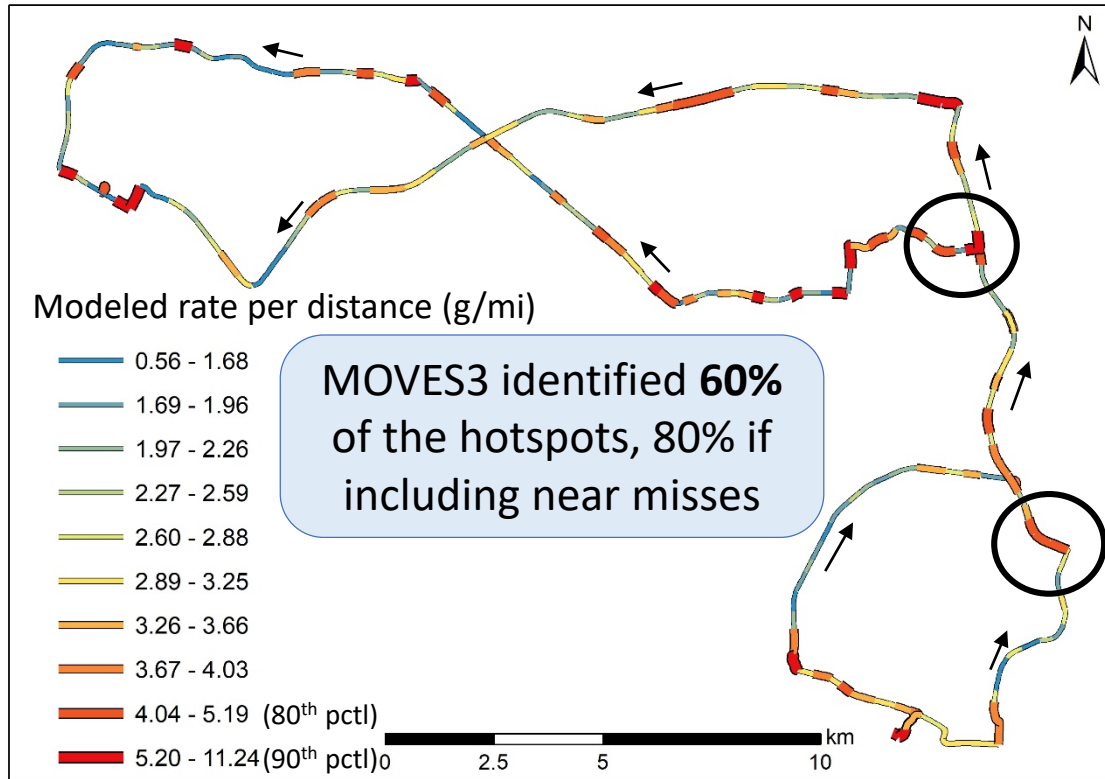 N
Modeled rate per distance (g/mi)
0.56 - 1.68
1.69 - 1.96
1.97 - 2.26
2.27 - 2.59
2.60 - 2.88
2.89 - 3.25
3.26 - 3.66
3.67 - 4.03
4.04 - 5.19 (80th pctl)
5.20 - 11.24 (90th pctl)
MOVES3 identified 60%
of the hotspots, 80% if
including near misses
km
0 2.5 5 10